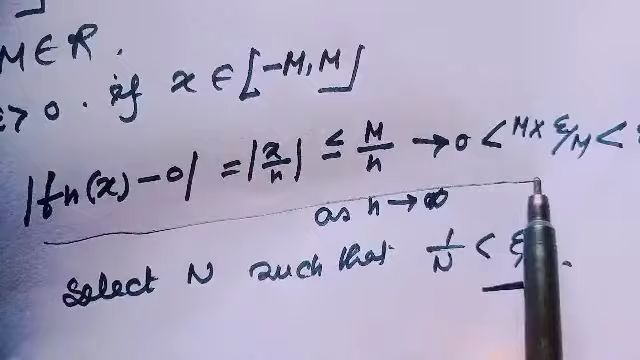 M∈R.
ε>0. if x ∈ [-M, M]
|fn(x)-0| = |x/n| ≤ M/n → 0 < M × ε/M <
as n → ∞
Select N such that 1/N <